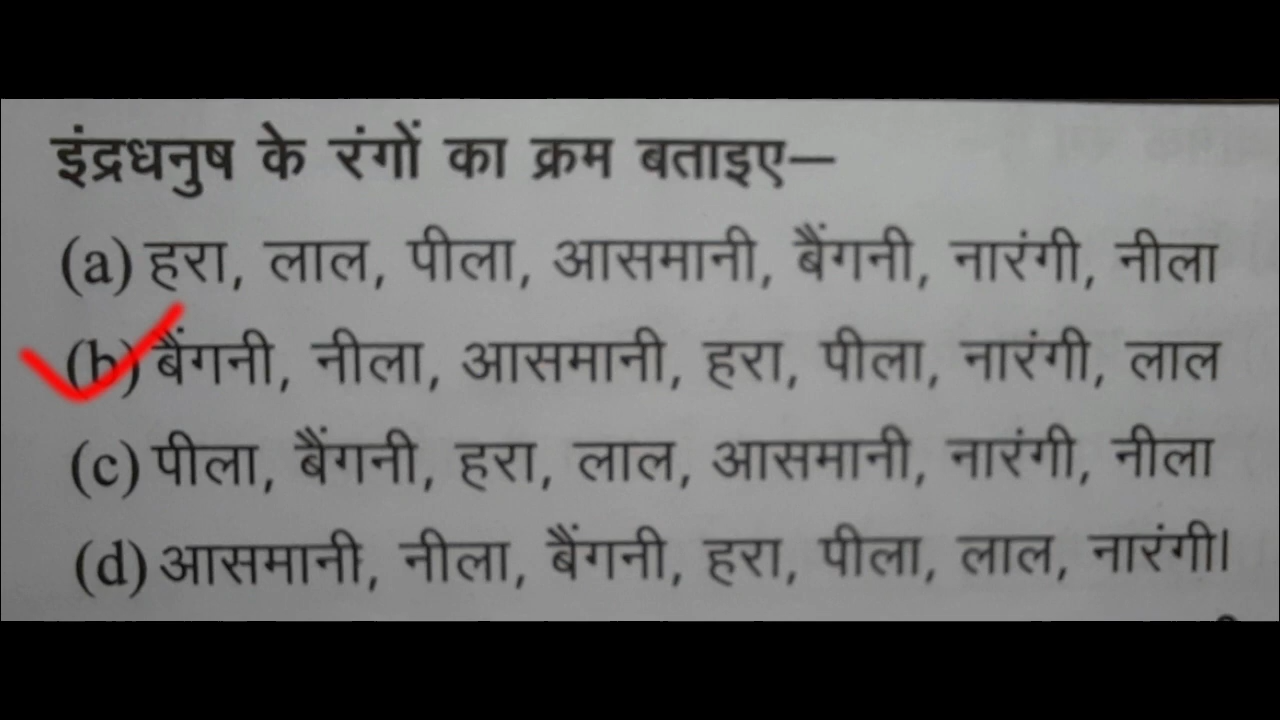 इंद्रधनुष के रंगों का क्रम बताइए—
(a) हरा, लाल, पीला, आसमानी, बैंगनी, नारंगी, नीला
(b) बैंगनी, नीला, आसमानी, हरा, पीला, नारंगी, लाल
(c) पीला, बैंगनी, हरा, लाल, आसमानी, नारंगी, नीला
(d) आसमानी, नीला, बैंगनी, हरा, पीला, लाल, नारंगी।